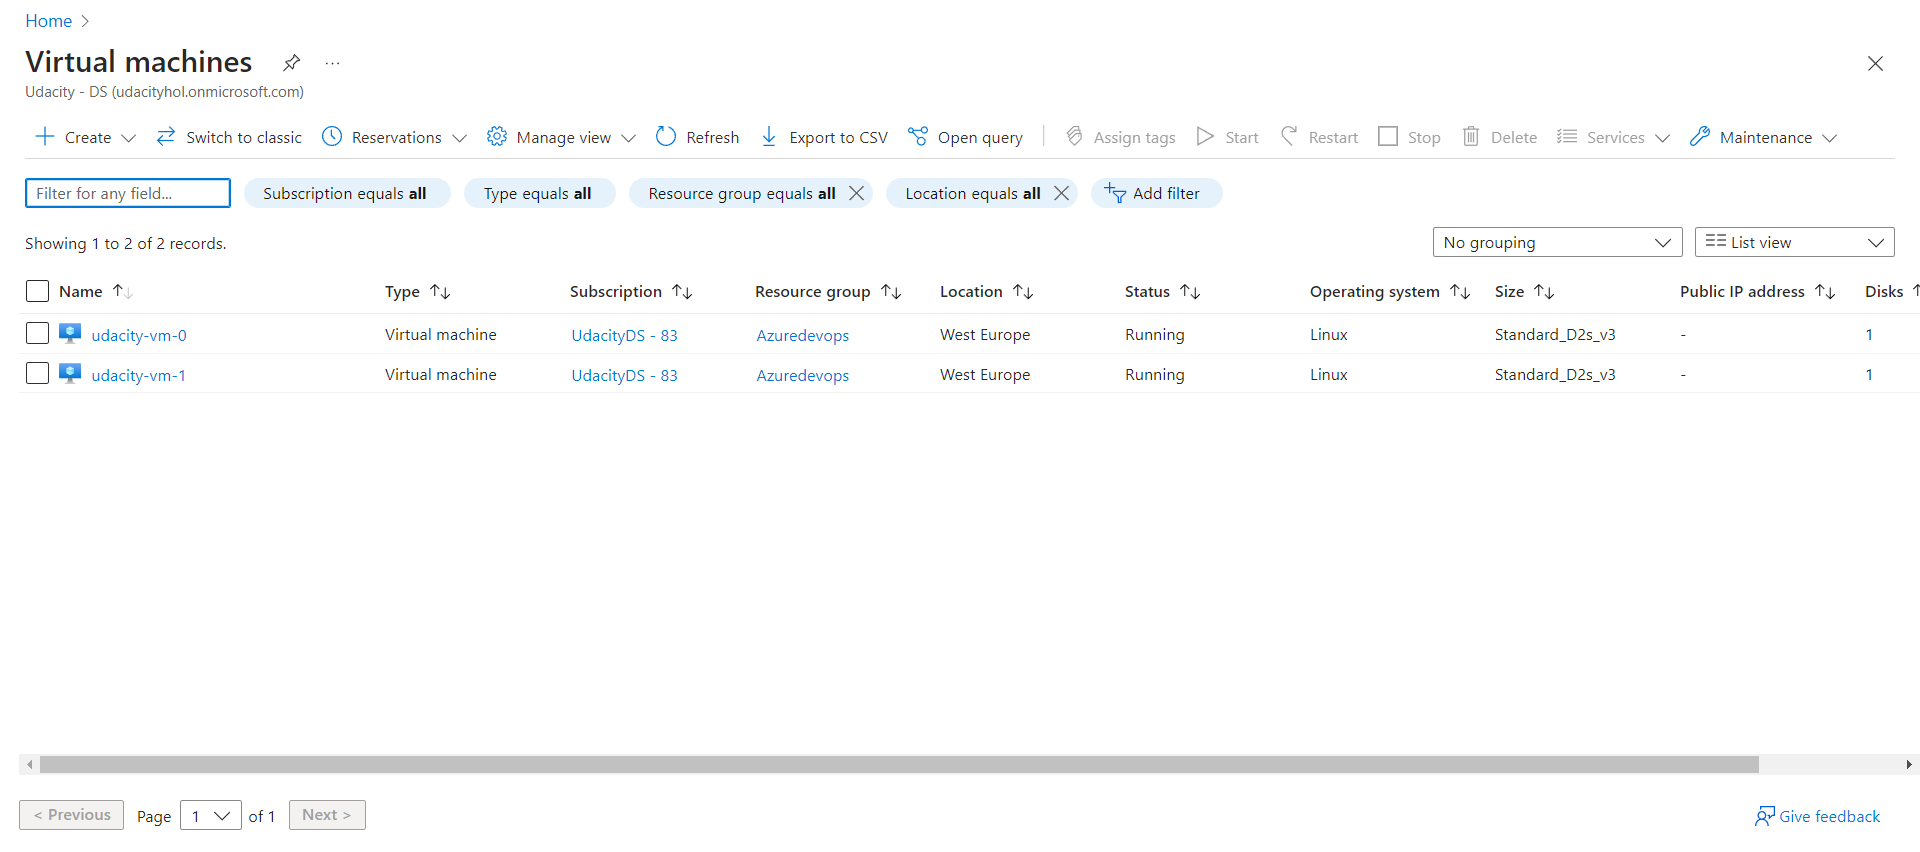 Home
Virtual machines
Udacity - DS (udacityhol.onmicrosoft.com)
Create Switch to classic Reservations Manage view Refresh Export to CSV Open query Assign tags Start Restart Stop Delete Services Maintenance
Filter for any field... Subscription equals all Type equals all Resource group equals all Location equals all Add filter
Showing 1 to 2 of 2 records. No grouping List view
Name Type Subscription Resource group Location Status Operating system Size Public IP address Disks
udacity-vm-0 Virtual machine UdacityDS - 83 Azuredevops West Europe Running Linux Standard_D2s_v3 - 1
udacity-vm-1 Virtual machine UdacityDS - 83 Azuredevops West Europe Running Linux Standard_D2s_v3 - 1
< Previous Page 1 of 1 Next > Give feedback